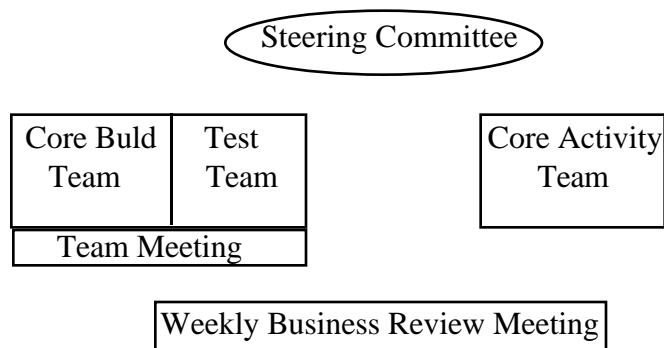 Steering Committee
Core Buld
Team
Test
Team
Core Activity
Team
Team Meeting
Weekly Business Review Meeting